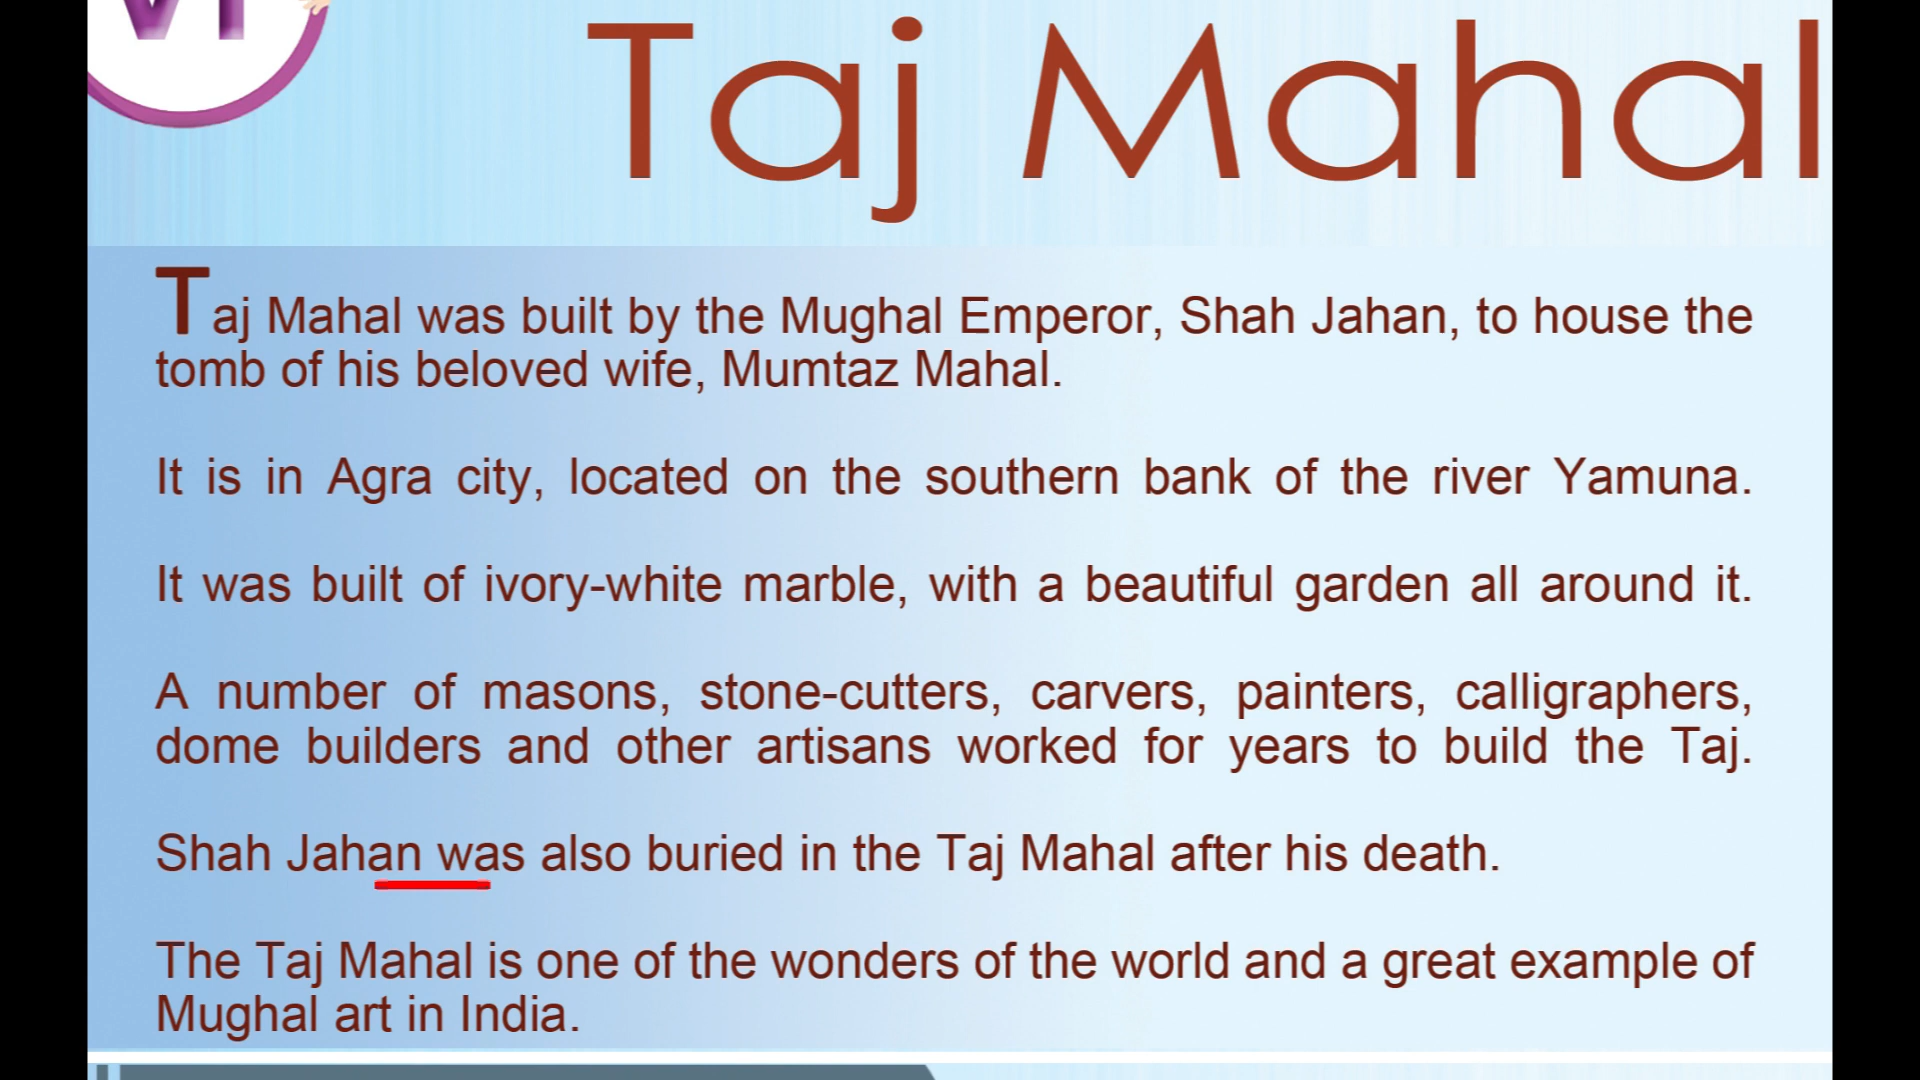 Taj Mahal
Taj Mahal was built by the Mughal Emperor, Shah Jahan, to house the
tomb of his beloved wife, Mumtaz Mahal.
It is in Agra city, located on the southern bank of the river Yamuna.
It was built of ivory-white marble, with a beautiful garden all around it.
A number of masons, stone-cutters, carvers, painters, calligraphers,
dome builders and other artisans worked for years to build the Taj.
Shah Jahan was also buried in the Taj Mahal after his death.
The Taj Mahal is one of the wonders of the world and a great example of
Mughal art in India.